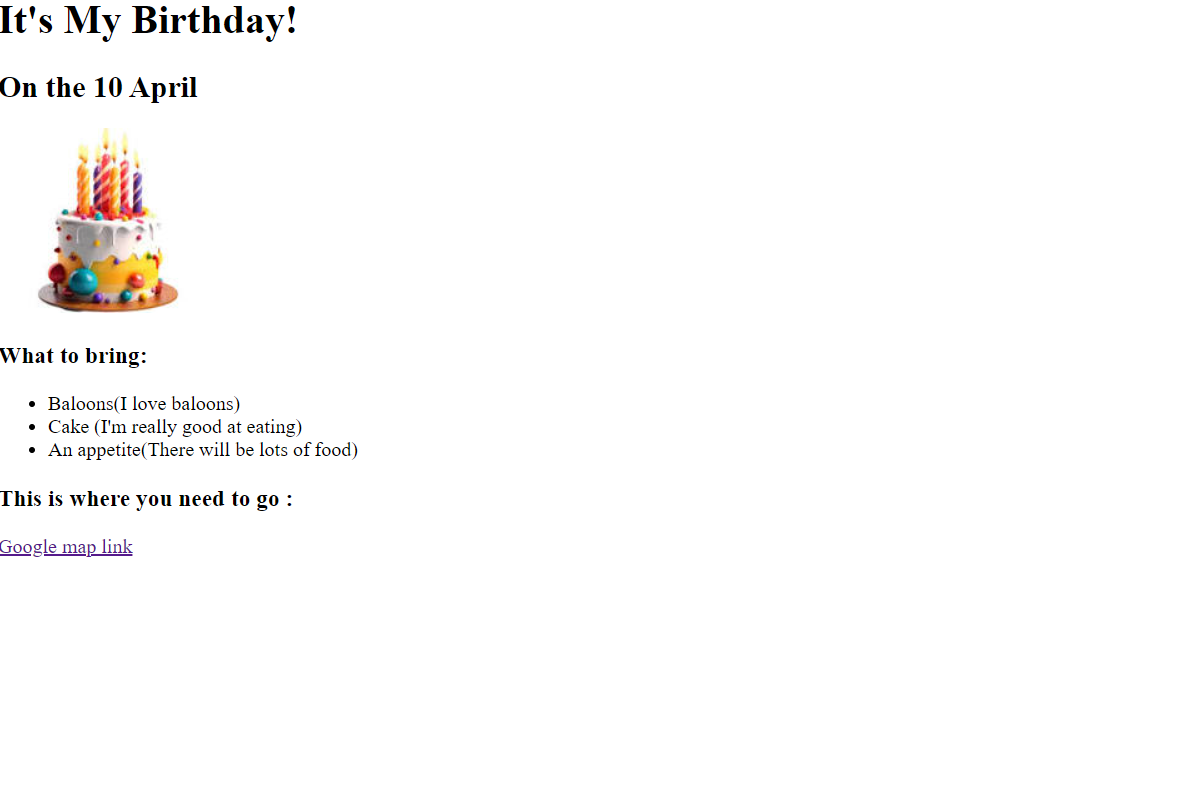 It's My Birthday!
On the 10 April
What to bring:
Baloons(I love baloons)
Cake (I'm really good at eating)
An appetite(There will be lots of food)
This is where you need to go :
Google map link